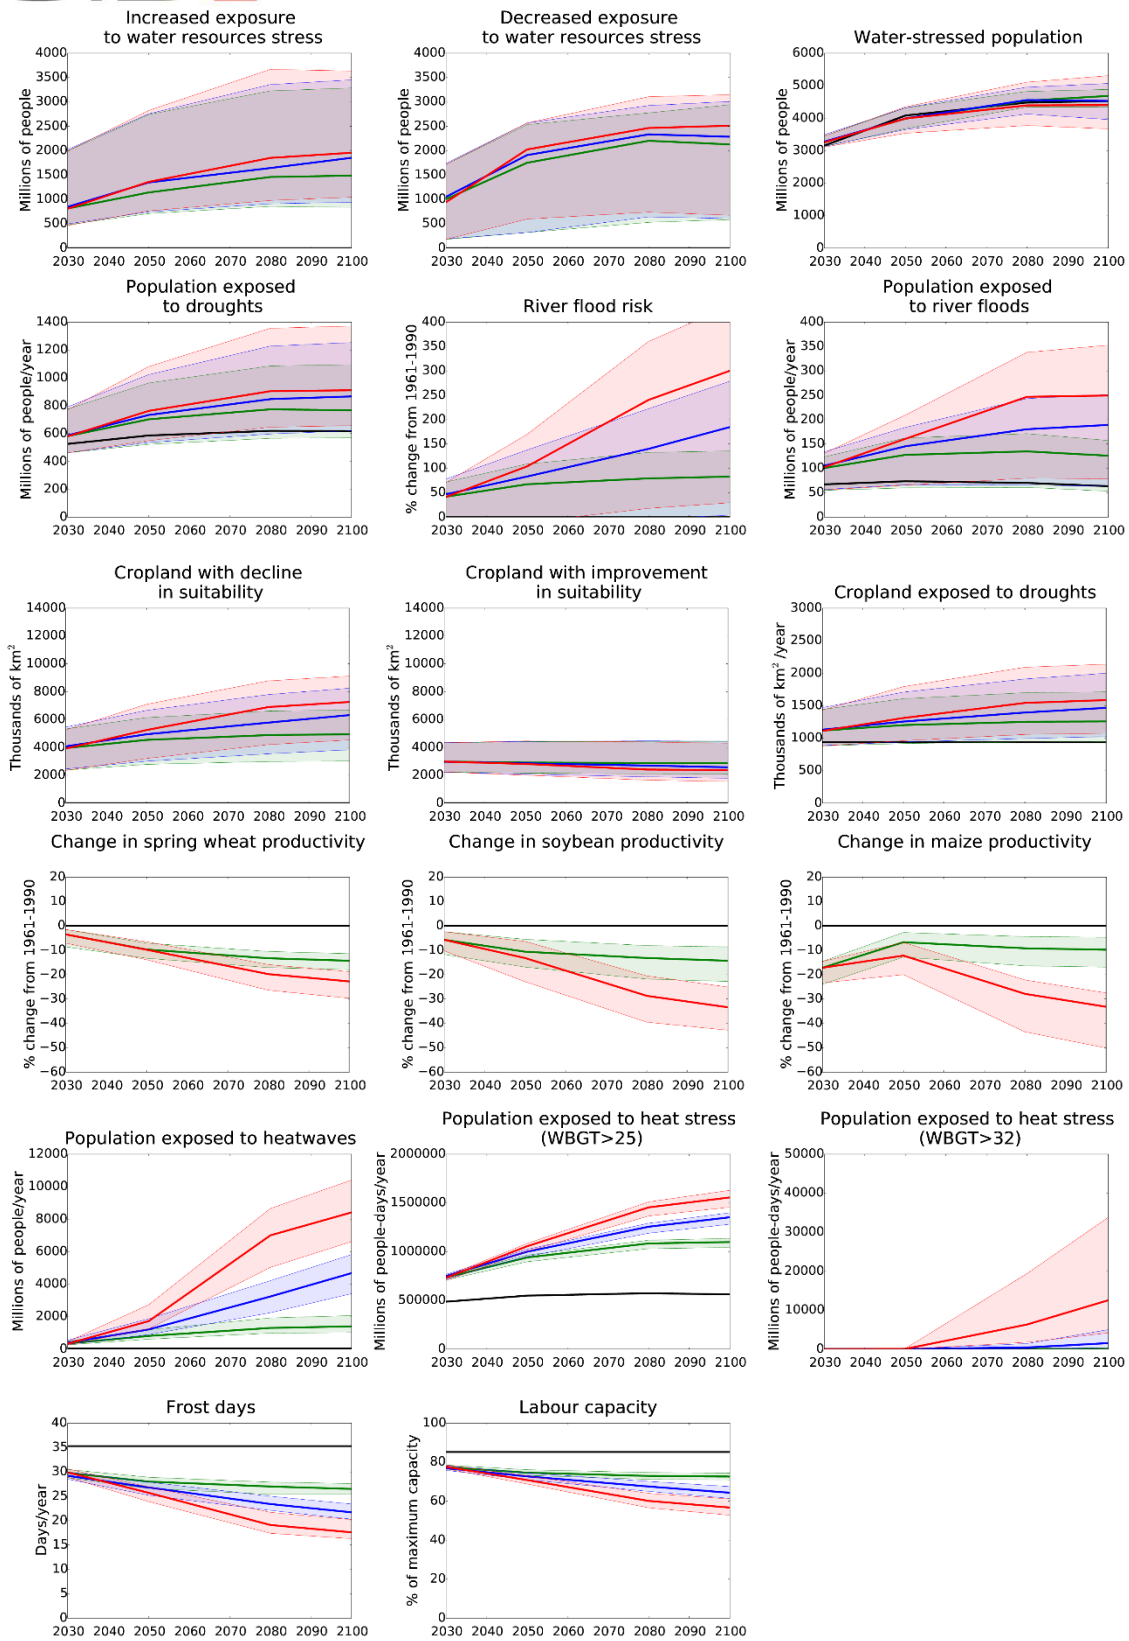 Increased exposure
to water resources stress
Millions of people
4000
3500
3000
2500
2000
1500
1000
500
0
2030 2040 2050 2060 2070 2080 2090 2100
Decreased exposure
to water resources stress
Millions of people
4000
3500
3000
2500
2000
1500
1000
500
0
2030 2040 2050 2060 2070 2080 2090 2100
Water-stressed population
Millions of people
6000
5000
4000
3000
2000
1000
0
2030 2040 2050 2060 2070 2080 2090 2100
Population exposed
to droughts
Millions of people/year
1400
1200
1000
800
600
400
200
0
2030 2040 2050 2060 2070 2080 2090 2100
River flood risk
% change from 1961-1990
400
350
300
250
200
150
100
50
0
2030 2040 2050 2060 2070 2080 2090 2100
Population exposed
to river floods
Millions of people/year
400
350
300
250
200
150
100
50
0
2030 2040 2050 2060 2070 2080 2090 2100
Cropland with decline
in suitability
Thousands of km²
14000
12000
10000
8000
6000
4000
2000
0
2030 2040 2050 2060 2070 2080 2090 2100
Cropland with improvement
in suitability
Thousands of km²
14000
12000
10000
8000
6000
4000
2000
0
2030 2040 2050 2060 2070 2080 2090 2100
Cropland exposed to droughts
Thousands of km² /year
3000
2500
2000
1500
1000
500
0
2030 2040 2050 2060 2070 2080 2090 2100
Change in spring wheat productivity
% change from 1961-1990
20
10
0
−10
−20
−30
−40
−50
−60
2030 2040 2050 2060 2070 2080 2090 2100
Change in soybean productivity
% change from 1961-1990
20
10
0
−10
−20
−30
−40
−50
−60
2030 2040 2050 2060 2070 2080 2090 2100
Change in maize productivity
% change from 1961-1990
20
10
0
−10
−20
−30
−40
−50
−60
2030 2040 2050 2060 2070 2080 2090 2100
Population exposed to heatwaves
Millions of people/year
12000
10000
8000
6000
4000
2000
0
2030 2040 2050 2060 2070 2080 2090 2100
Population exposed to heat stress
(WBGT>25)
Millions of people-days/year
2000000
1500000
1000000
500000
0
2030 2040 2050 2060 2070 2080 2090 2100
Population exposed to heat stress
(WBGT>32)
Millions of people-days/year
50000
40000
30000
20000
10000
0
2030 2040 2050 2060 2070 2080 2090 2100
Frost days
Days/year
40
35
30
25
20
15
10
5
0
2030 2040 2050 2060 2070 2080 2090 2100
Labour capacity
% of maximum capacity
100
80
60
40
20
0
2030 2040 2050 2060 2070 2080 2090 2100